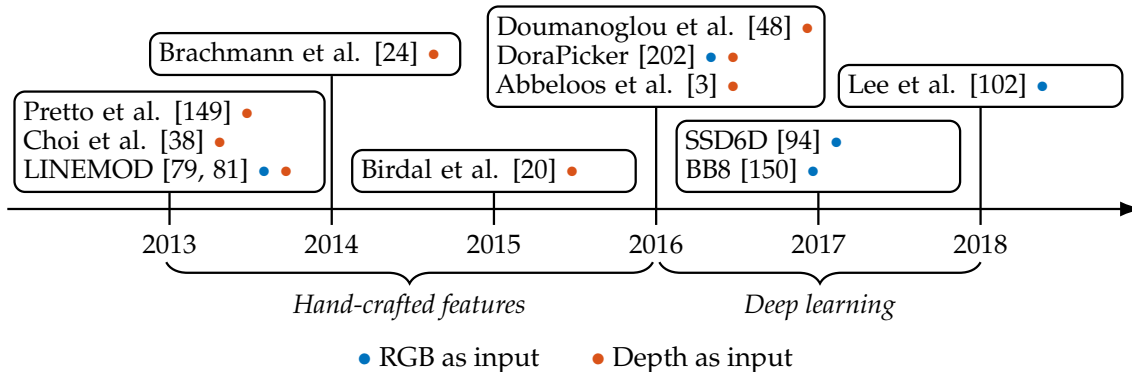 Doumanoglou et al. [48]
Brachmann et al. [24]
DoraPicker [202]
Abbeloos et al. [3]
Lee et al. [102]
Pretto et al. [149]
Choi et al. [38]
LINEMOD [79, 81]
Birdal et al. [20]
SSD6D [94]
BB8 [150]
2013 2014 2015 2016 2017 2018
Hand-crafted features
Deep learning
RGB as input
Depth as input